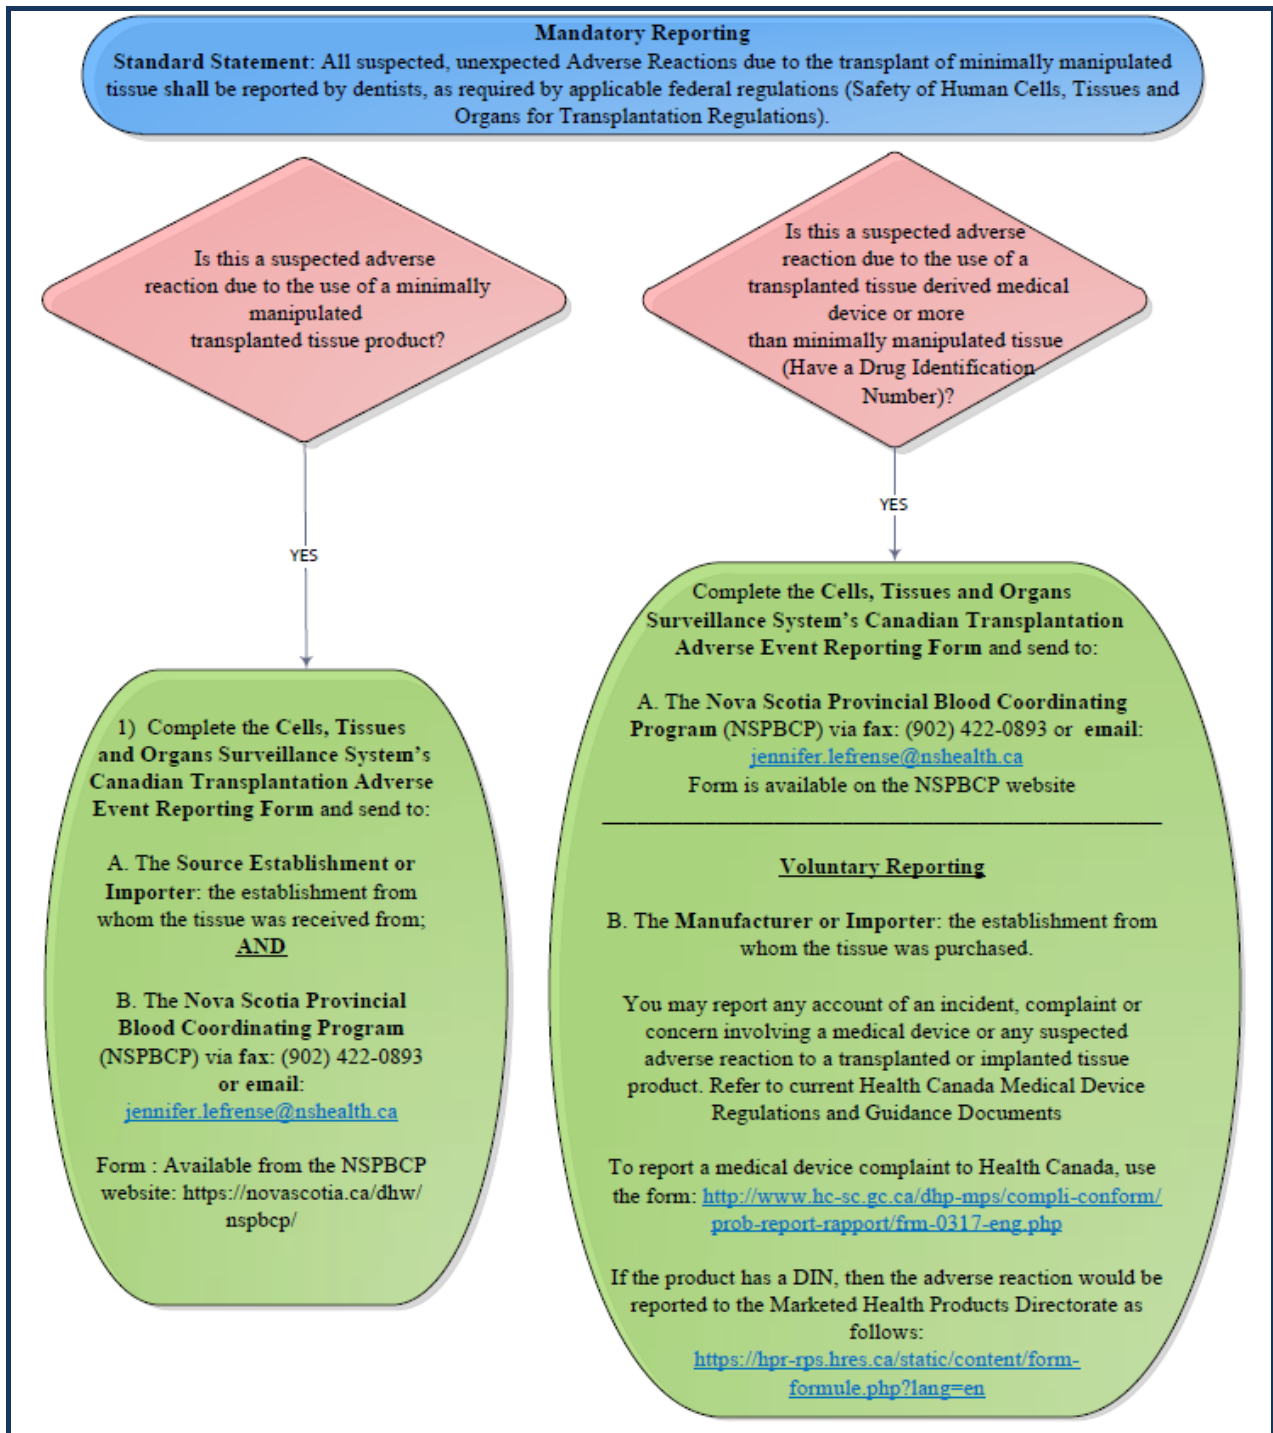 Mandatory Reporting
Standard Statement: All suspected, unexpected Adverse Reactions due to the transplant of minimally manipulated
tissue shall be reported by dentists, as required by applicable federal regulations (Safety of Human Cells, Tissues and
Organs for Transplantation Regulations).
Is this a suspected adverse
reaction due to the use of a minimally
manipulated
transplanted tissue product?
YES
1) Complete the Cells, Tissues
and Organs Surveillance System's
Canadian Transplantation Adverse
Event Reporting Form and send to:
A. The Source Establishment or
Importer: the establishment from
whom the tissue was received from;
AND
B. The Nova Scotia Provincial
Blood Coordinating Program
(NSPBCP) via fax: (902) 422-0893
or email:
jennifer.lefrense@nshealth.ca
Form : Available from the NSPBCP
website: https://novascotia.ca/dhw/
nspbcp/
Is this a suspected adverse
reaction due to the use of a
transplanted tissue derived medical
device or more
than minimally manipulated tissue
(Have a Drug Identification
Number)?
YES
Complete the Cells, Tissues and Organs
Surveillance System's Canadian Transplantation
Adverse Event Reporting Form and send to:
A. The Nova Scotia Provincial Blood Coordinating
Program (NSPBCP) via fax: (902) 422-0893 or email:
jennifer.lefrense@nshealth.ca
Form is available on the NSPBCP website
Voluntary Reporting
B. The Manufacturer or Importer: the establishment from
whom the tissue was purchased.
You may report any account of an incident, complaint or
concern involving a medical device or any suspected
adverse reaction to a transplanted or implanted tissue
product. Refer to current Health Canada Medical Device
Regulations and Guidance Documents
To report a medical device complaint to Health Canada, use
the form: http://www.hc-sc.gc.ca/dhp-mps/compli-conform/
prob-report-rapport/frm-0317-eng.php
If the product has a DIN, then the adverse reaction would be
reported to the Marketed Health Products Directorate as
follows:
https://hpr-rps.hres.ca/static/content/form-
formule.php?lang=en